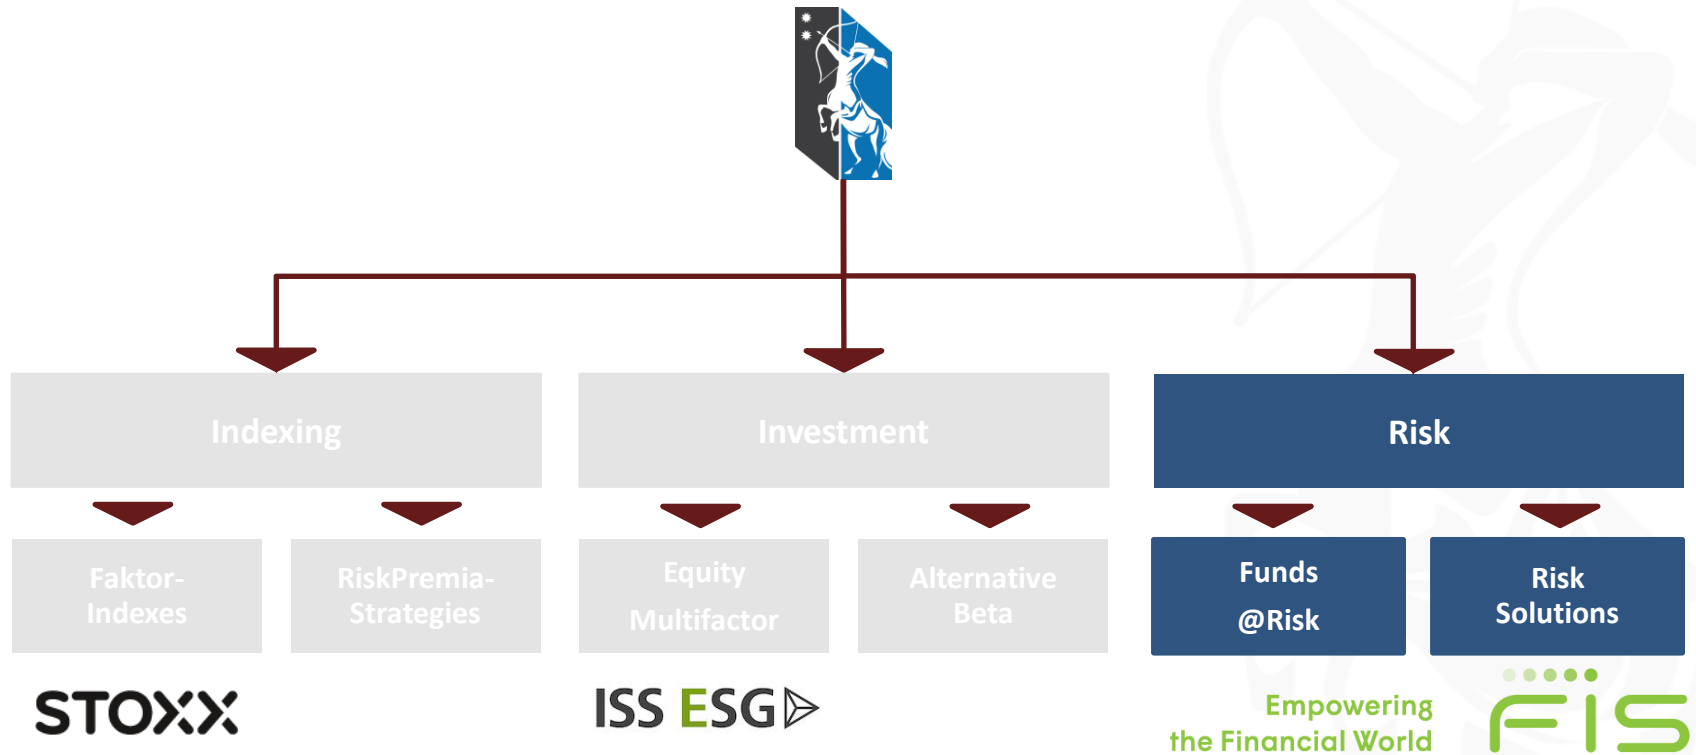 Indexing
Investment
Risk
Faktor-
Indexes
RiskPremia-
Strategies
Equity
Multifactor
Alternative
Beta
Funds
@Risk
Risk
Solutions
STOXX
ISS ESG
Empowering
the Financial World
FIS